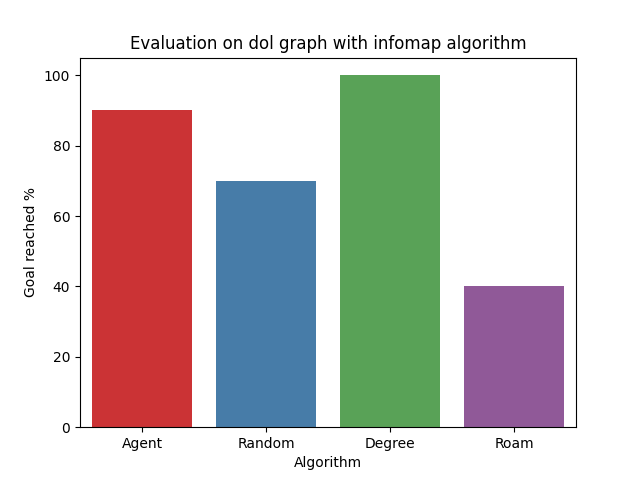 Evaluation on dol graph with infomap algorithm
100
80
60
40
20
0
Goal reached %
Agent
Random
Degree
Roam
Algorithm